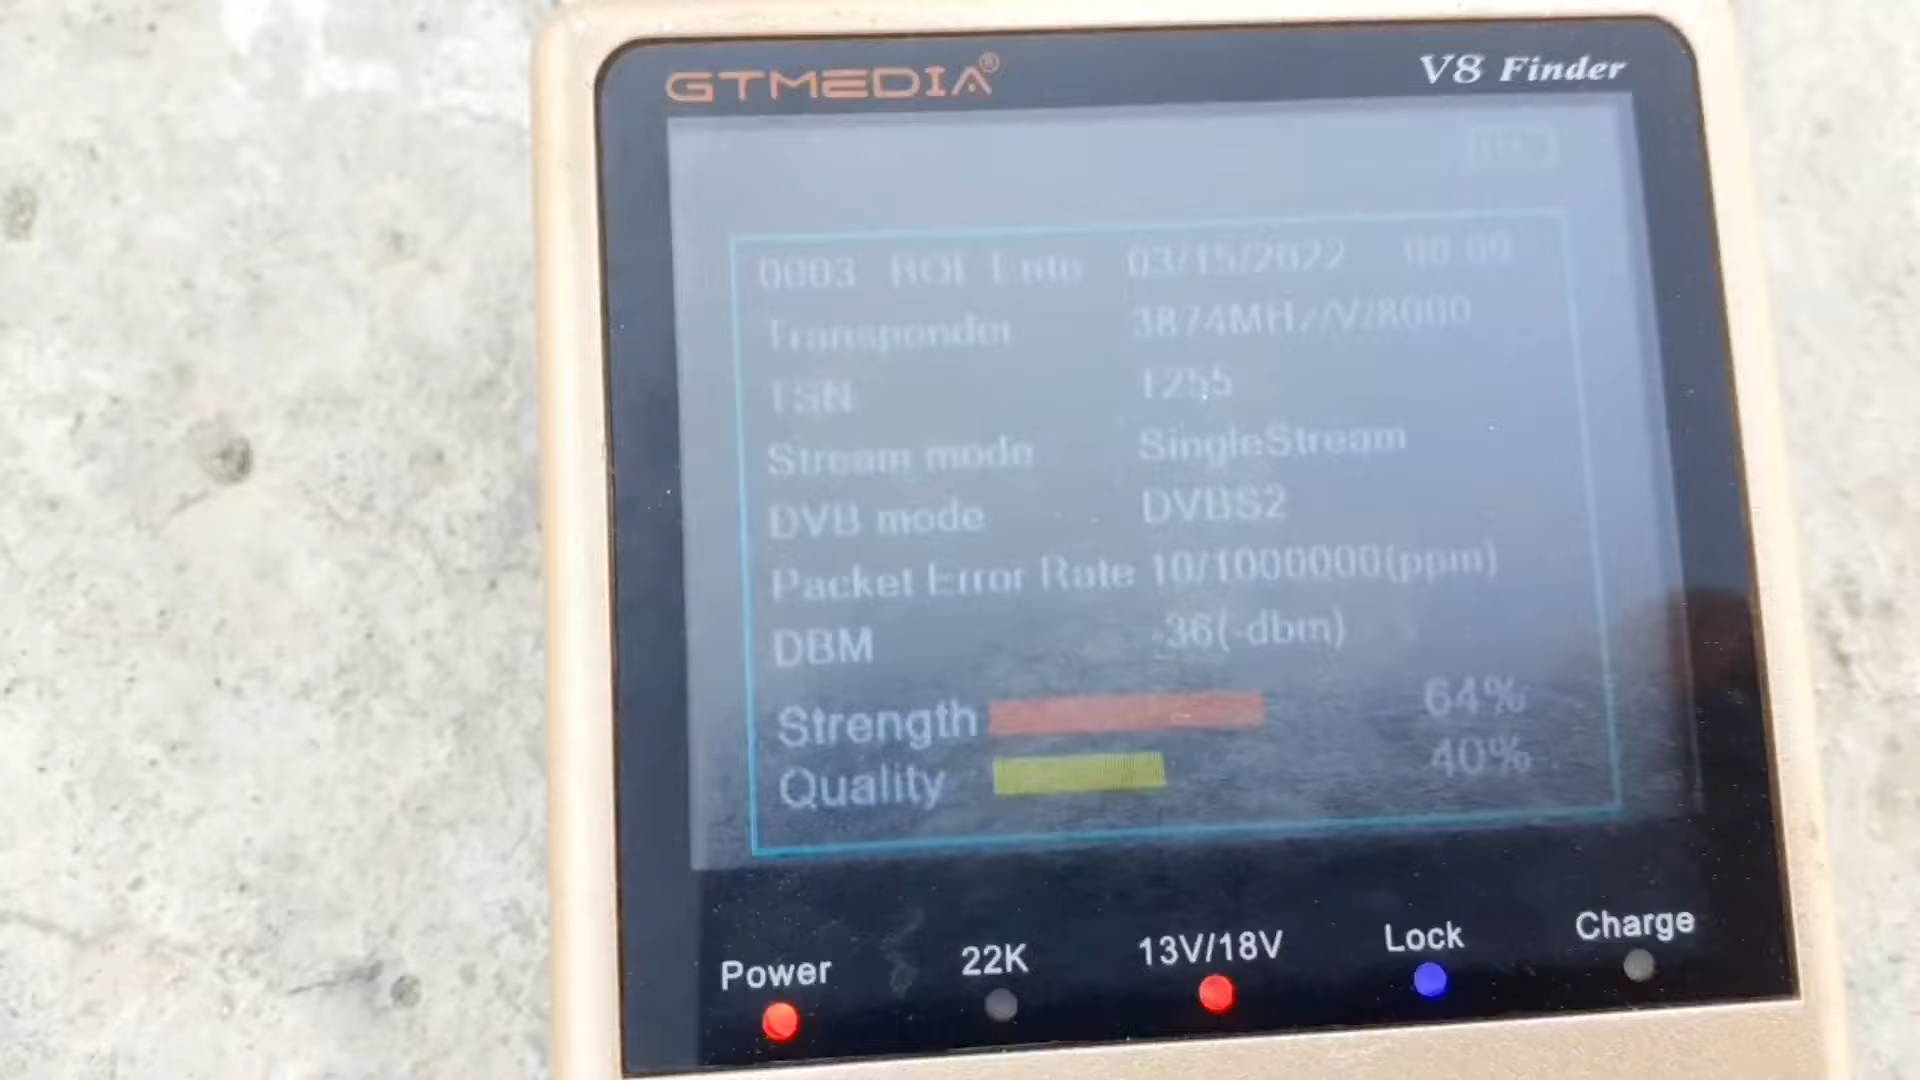 GTMEDIA®
V8 Finder
0003 03/15/2022
Transponder 3874MHz/V/8000
TSN T255
Stream mode SingleStream
DVB mode DVBS2
Packet Error Rate 10/1000000(ppm)
DBM -36(-dbm)
Strength 64%
Quality 40%
Power 22K 13V/18V Lock Charge